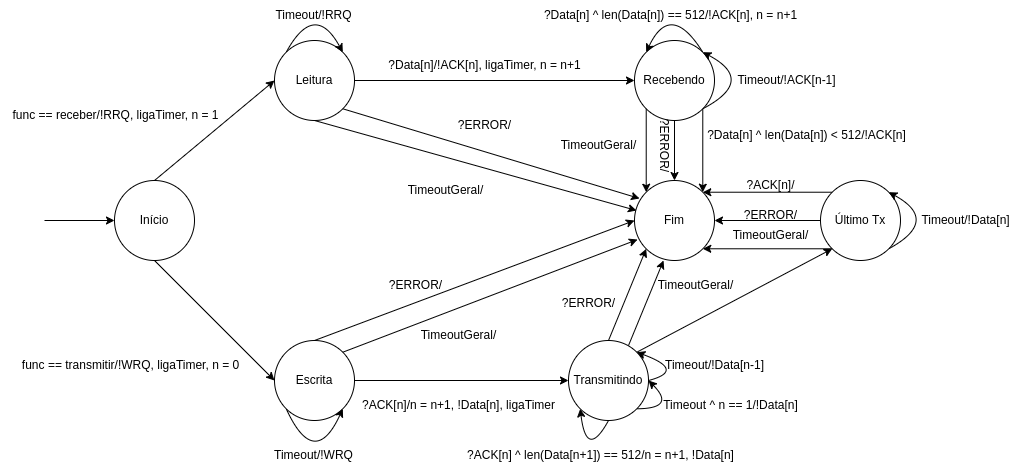 Timeout/!RRQ
?Data[n] ^ len(Data[n]) == 512/!ACK[n], n = n+1
Leitura
?Data[n]/!ACK[n], ligaTimer, n = n+1
Recebendo
Timeout/!ACK[n-1]
func == receber/!RRQ, ligaTimer, n = 1
?ERROR/
TimeoutGeral/
?ERROR/
?Data[n] ^ len(Data[n]) < 512/!ACK[n]
TimeoutGeral/
?ACK[n]/
Início
Fim
?ERROR/
Último Tx
Timeout/!Data[n]
TimeoutGeral/
?ERROR/
TimeoutGeral/
?ERROR/
TimeoutGeral/
func == transmitir/!WRQ, ligaTimer, n = 0
Escrita
Transmitindo
Timeout/!Data[n-1]
?ACK[n]/n = n+1, !Data[n], ligaTimer
Timeout ^ n == 1/!Data[n]
Timeout/!WRQ
?ACK[n] ^ len(Data[n+1]) == 512/n = n+1, !Data[n]